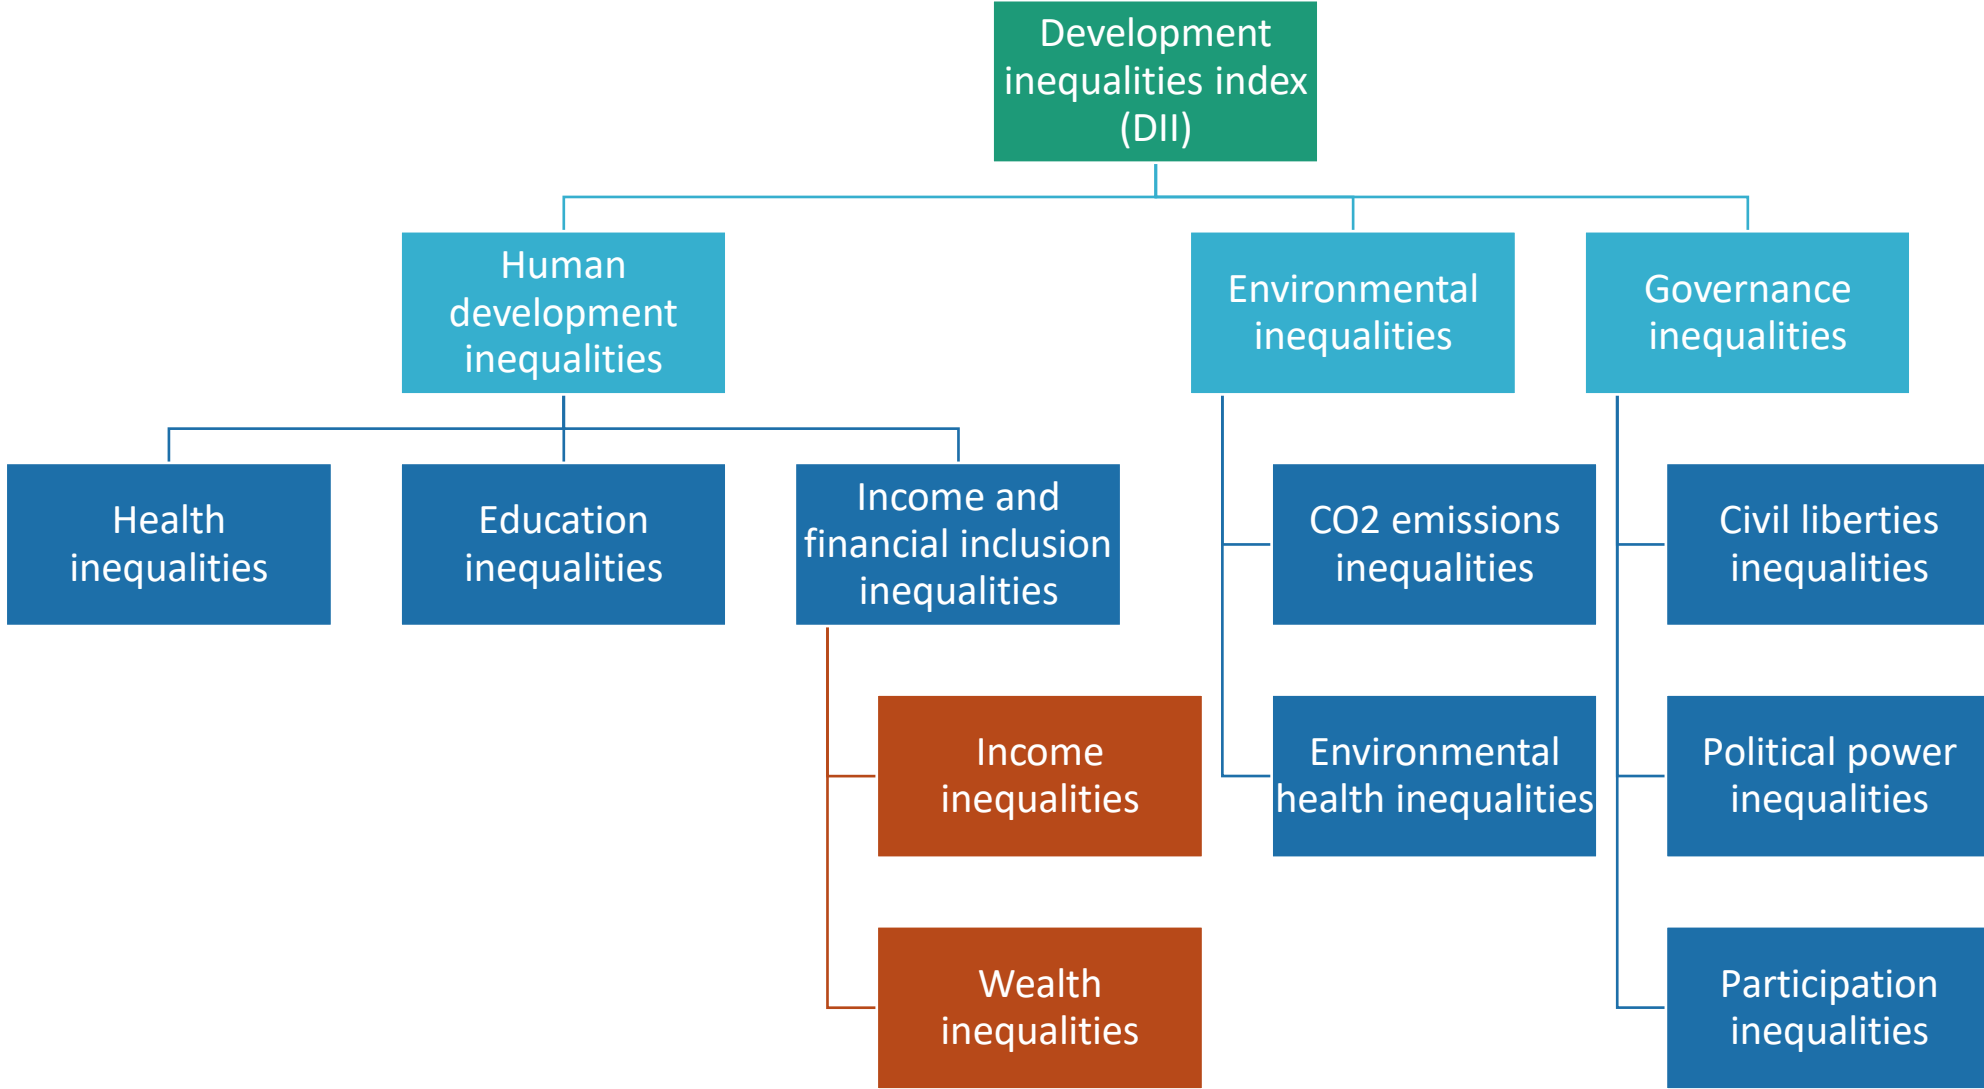 Development
inequalities index
(DII)
Human
development
inequalities
Environmental
inequalities
Governance
inequalities
Health
inequalities
Education
inequalities
Income and
financial inclusion
inequalities
CO2 emissions
inequalities
Civil liberties
inequalities
Income
inequalities
Environmental
health inequalities
Political power
inequalities
Wealth
inequalities
Participation
inequalities